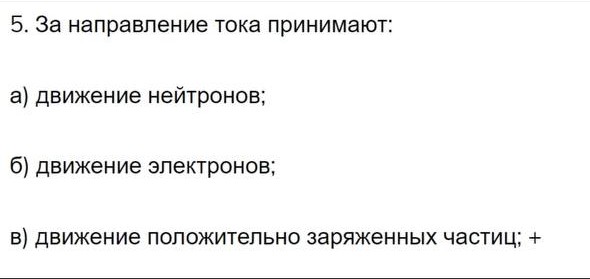 5. За направление тока принимают:
а) движение нейтронов;
б) движение электронов;
в) движение положительно заряженных частиц; +